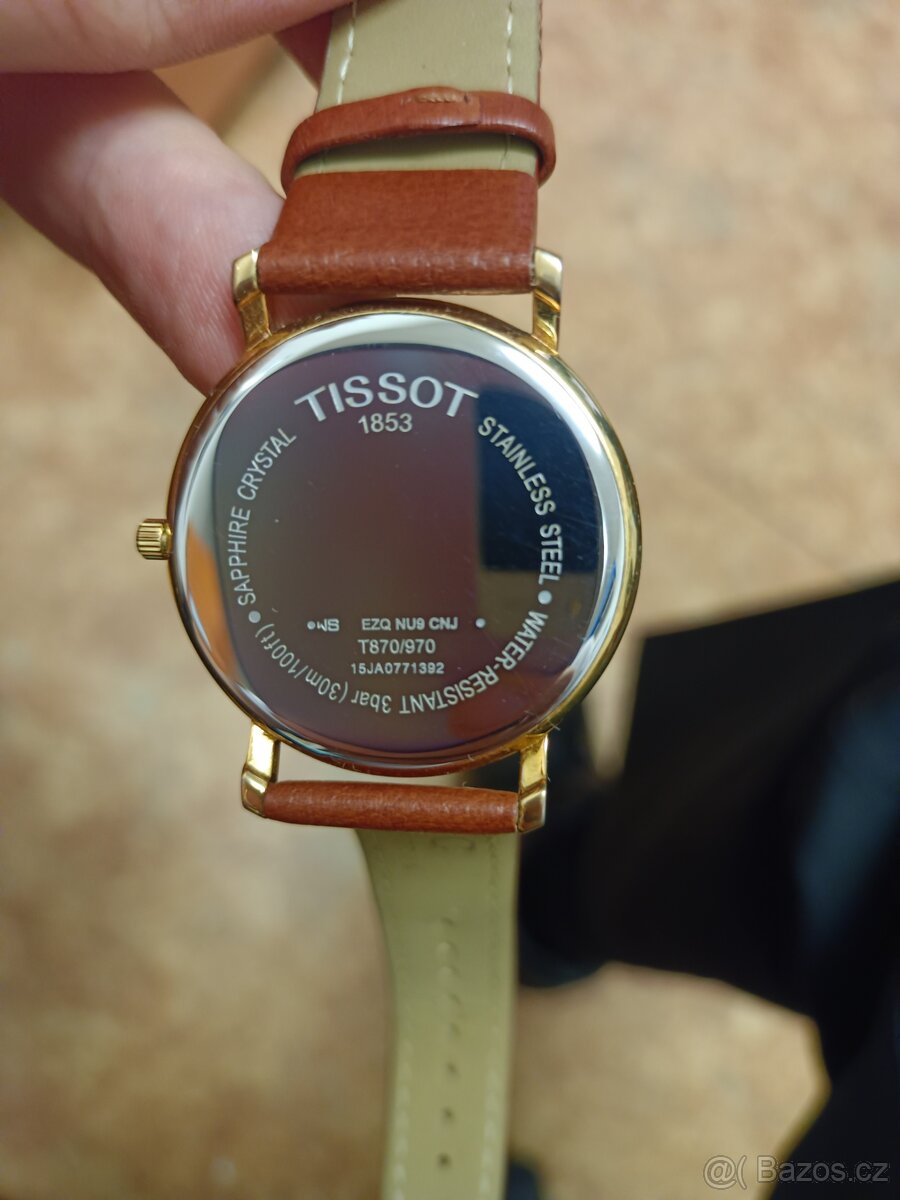 TISSOT
1853
STAINLESS STEEL • WATER-RESISTANT 3bar (30m/100ft) • SAPPHIRE CRYSTAL
EZQ NU9 CNJ
T870/970
15JA0771392
@( Bazos.cz